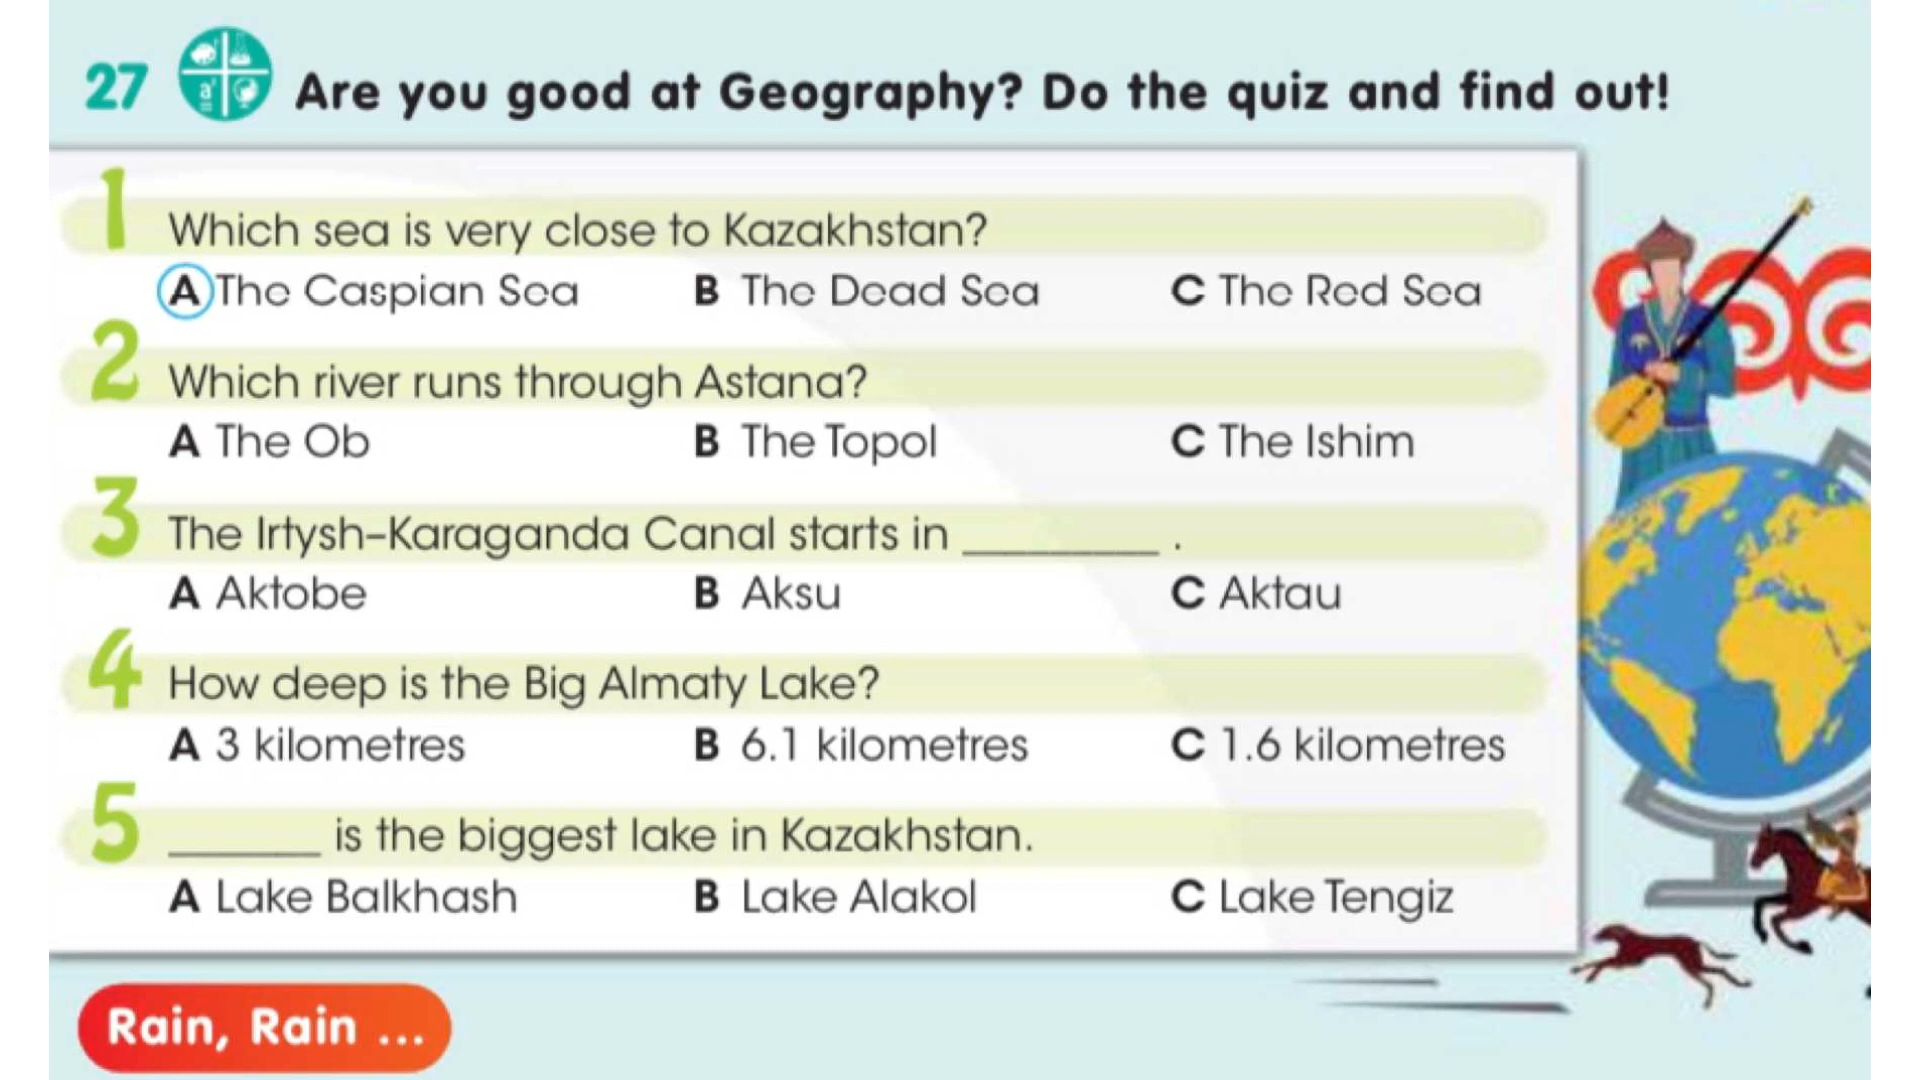 27 Are you good at Geography? Do the quiz and find out!
1 Which sea is very close to Kazakhstan?
A The Caspian Sea B The Dead Sea C The Red Sea
2 Which river runs through Astana?
A The Ob B The Topol C The Ishim
3 The Irtysh–Karaganda Canal starts in ________ .
A Aktobe B Aksu C Aktau
4 How deep is the Big Almaty Lake?
A 3 kilometres B 6.1 kilometres C 1.6 kilometres
5 ______ is the biggest lake in Kazakhstan.
A Lake Balkhash B Lake Alakol C Lake Tengiz
Rain, Rain ...